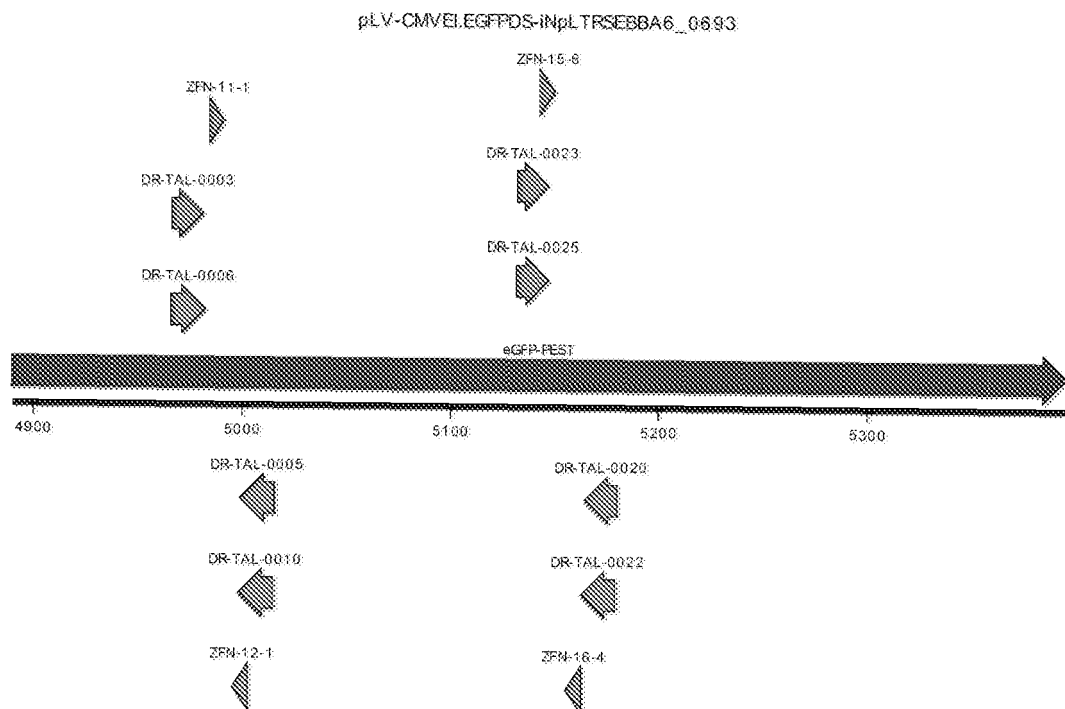 pLV-CMVEI.EGFPDS-iNpLTRSEBBA6_0693
ZFN-15-6
ZFN-11-1
DR-TAL-0023
DR-TAL-0003
DR-TAL-0025
DR-TAL-0006
eGFP-PEST
4900 5000 5100 5200 5300
DR-TAL-0005 DR-TAL-0020
DR-TAL-0010 DR-TAL-0022
ZFN-12-1 ZFN-16-4